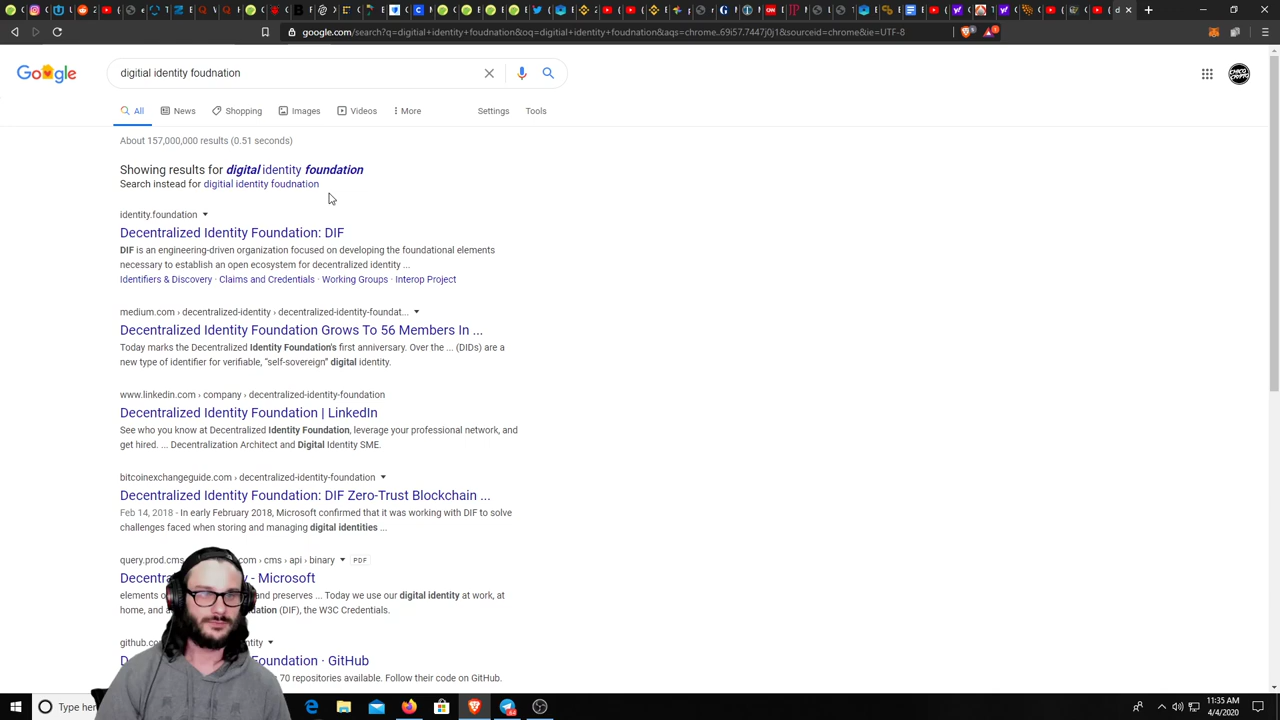 google.com/search?q=digitial+identity+foudnation&oq=digitial+identity+foudnation&aqs=chrome..69i57.7447j0j1&sourceid=chrome&ie=UTF-8
Google
digitial identity foudnation
CHICO CRYPTO
All
News
Shopping
Images
Videos
More
Settings
Tools
About 157,000,000 results (0.51 seconds)
Showing results for digital identity foundation
Search instead for digitial identity foudnation
identity.foundation
Decentralized Identity Foundation: DIF
DIF is an engineering-driven organization focused on developing the foundational elements
necessary to establish an open ecosystem for decentralized identity ...
Identifiers & Discovery · Claims and Credentials · Working Groups · Interop Project
medium.com › decentralized-identity › decentralized-identity-foundat...
Decentralized Identity Foundation Grows To 56 Members In ...
Today marks the Decentralized Identity Foundation's first anniversary. Over the ... (DIDs) are a
new type of identifier for verifiable, "self-sovereign" digital identity.
www.linkedin.com › company › decentralized-identity-foundation
Decentralized Identity Foundation | LinkedIn
See who you know at Decentralized Identity Foundation, leverage your professional network, and
get hired. ... Decentralization Architect and Digital Identity SME.
bitcoinexchangeguide.com › decentralized-identity-foundation
Decentralized Identity Foundation: DIF Zero-Trust Blockchain ...
Feb 14, 2018 - In early February 2018, Microsoft confirmed that it was working with DIF to solve
challenges faced when storing and managing digital identities ...
query.prod.cms com › cms › api › binary PDF
Decentra y - Microsoft
elements o and preserves ... Today we use our digital identity at work, at
home, and a ation (DIF), the W3C Credentials.
github.co ntity
D Foundation · GitHub
70 repositories available. Follow their code on GitHub.
Type her
11:35 AM
4/4/2020